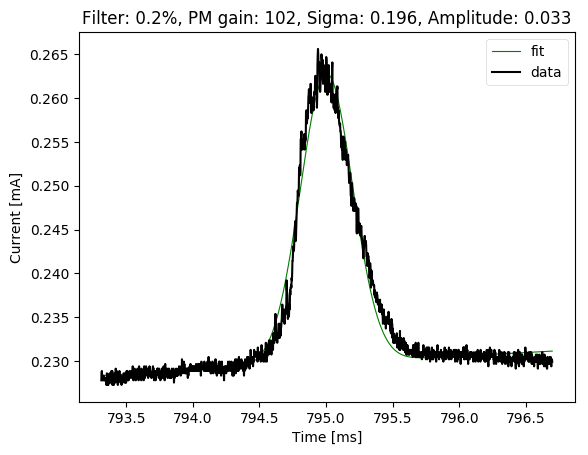 Filter: 0.2%, PM gain: 102, Sigma: 0.196, Amplitude: 0.033
fit
data
0.265
0.260
0.255
0.250
0.245
0.240
0.235
0.230
Current [mA]
793.5 794.0 794.5 795.0 795.5 796.0 796.5
Time [ms]